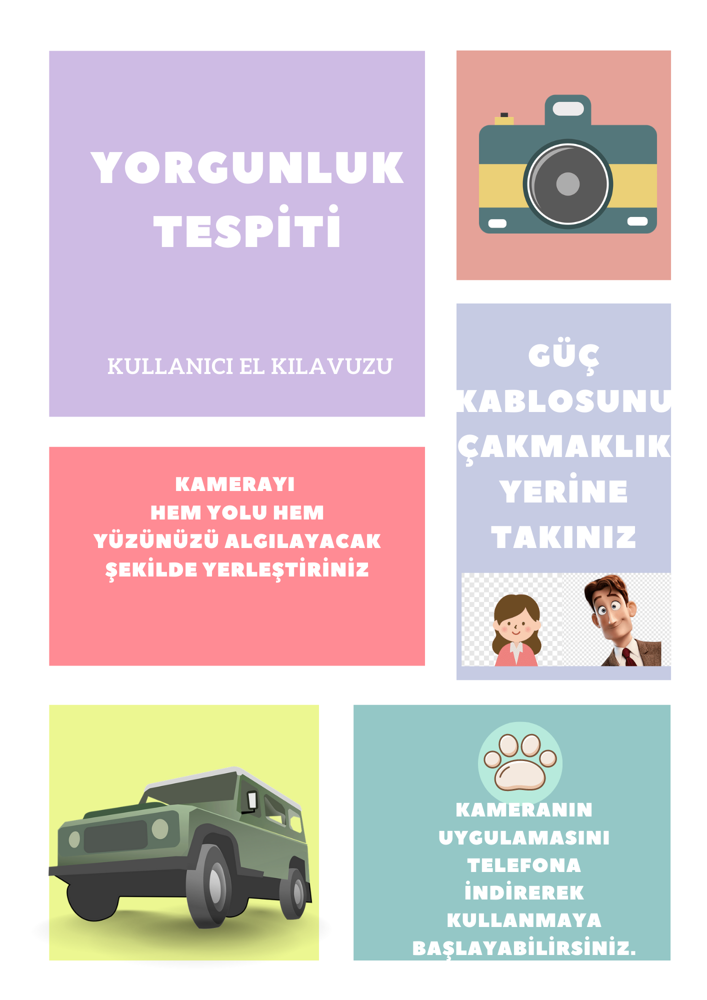 YORGUNLUK
TESPİTİ
KULLANICI EL KILAVUZU
GÜÇ
KABLOSUNU
ÇAKMAKLIK
YERİNE
TAKINIZ
KAMERAYI
HEM YOLU HEM
YÜZÜNÜZÜ ALGILAYACAK
ŞEKİLDE YERLEŞTİRİNİZ
KAMERANIN
UYGULAMASINI
TELEFONA
İNDİREREK
KULLANMAYA
BAŞLAYABİLİRSİNİZ.